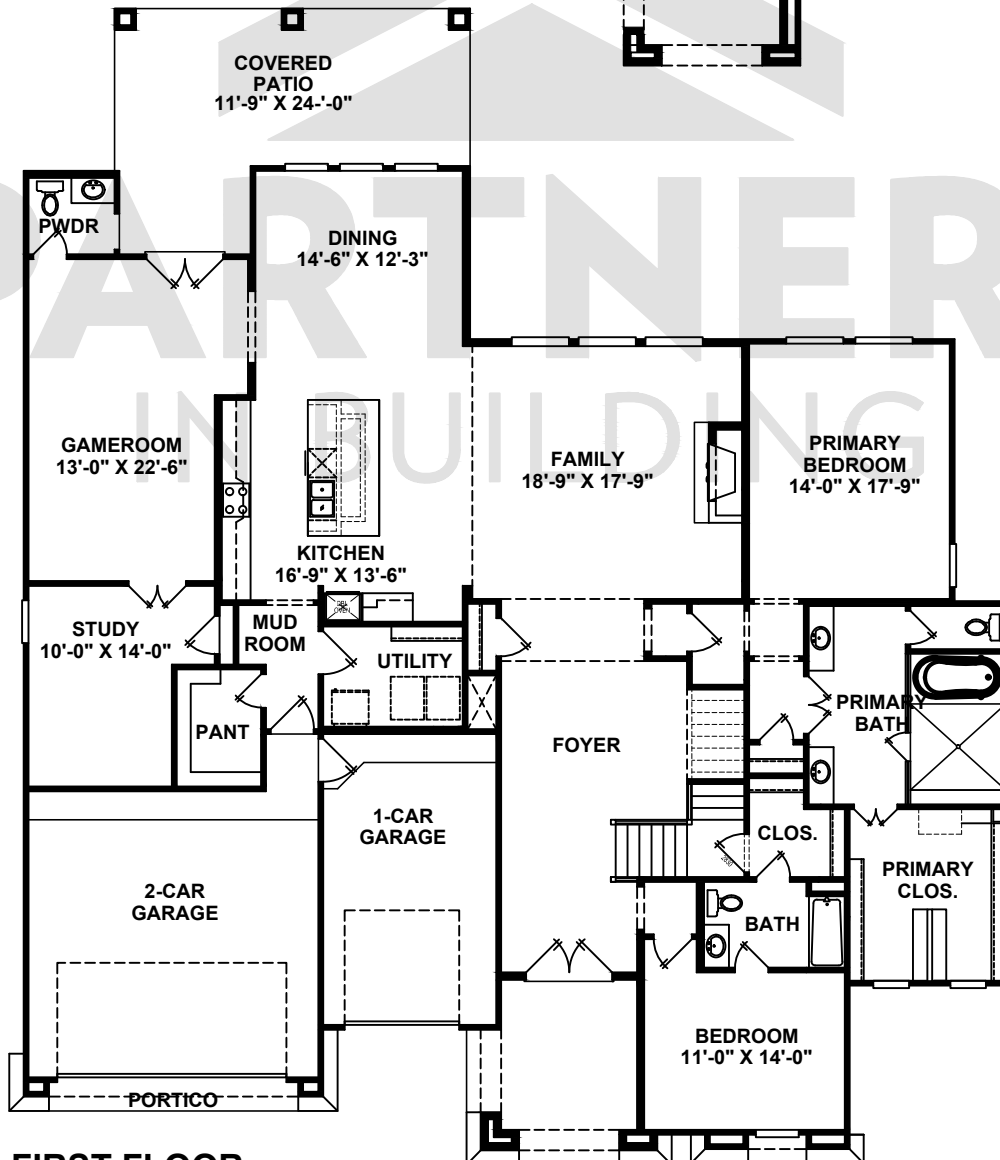 COVERED
PATIO
11'-9" X 24-'-0"
PARTNER
IN BUILDING
PWDR
DINING
14'-6" X 12'-3"
GAMEROOM
13'-0" X 22'-6"
FAMILY
18'-9" X 17'-9"
PRIMARY
BEDROOM
14'-0" X 17'-9"
KITCHEN
16'-9" X 13'-6"
DBL
OVEN
MUD
ROOM
STUDY
10'-0" X 14'-0"
UTILITY
PANT
FOYER
PRIMARY
BATH
1-CAR
GARAGE
CLOS.
2-CAR
GARAGE
PRIMARY
CLOS.
BATH
BEDROOM
11'-0" X 14'-0"
PORTICO
FIRST FLOOR